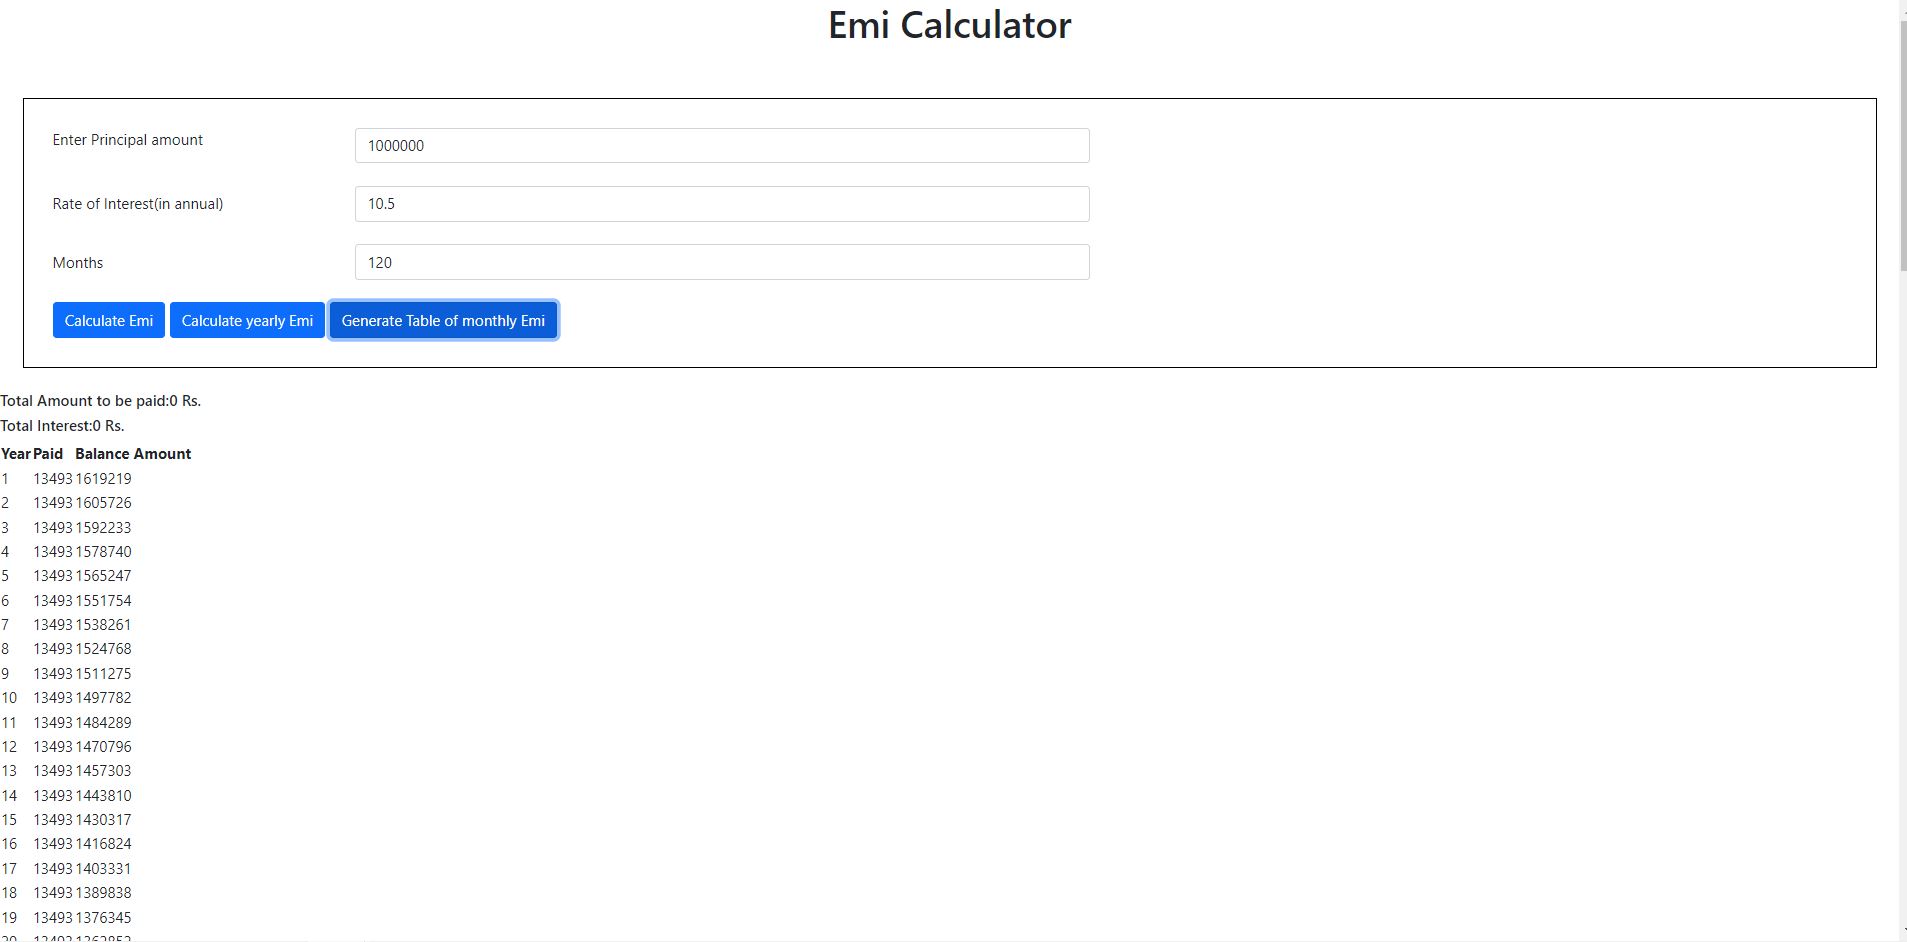 Emi Calculator
Enter Principal amount 1000000
Rate of Interest(in annual) 10.5
Months 120
Calculate Emi Calculate yearly Emi Generate Table of monthly Emi
Total Amount to be paid:0 Rs.
Total Interest:0 Rs.
Year Paid Balance Amount
1 13493 1619219
2 13493 1605726
3 13493 1592233
4 13493 1578740
5 13493 1565247
6 13493 1551754
7 13493 1538261
8 13493 1524768
9 13493 1511275
10 13493 1497782
11 13493 1484289
12 13493 1470796
13 13493 1457303
14 13493 1443810
15 13493 1430317
16 13493 1416824
17 13493 1403331
18 13493 1389838
19 13493 1376345
20 13493 1362852